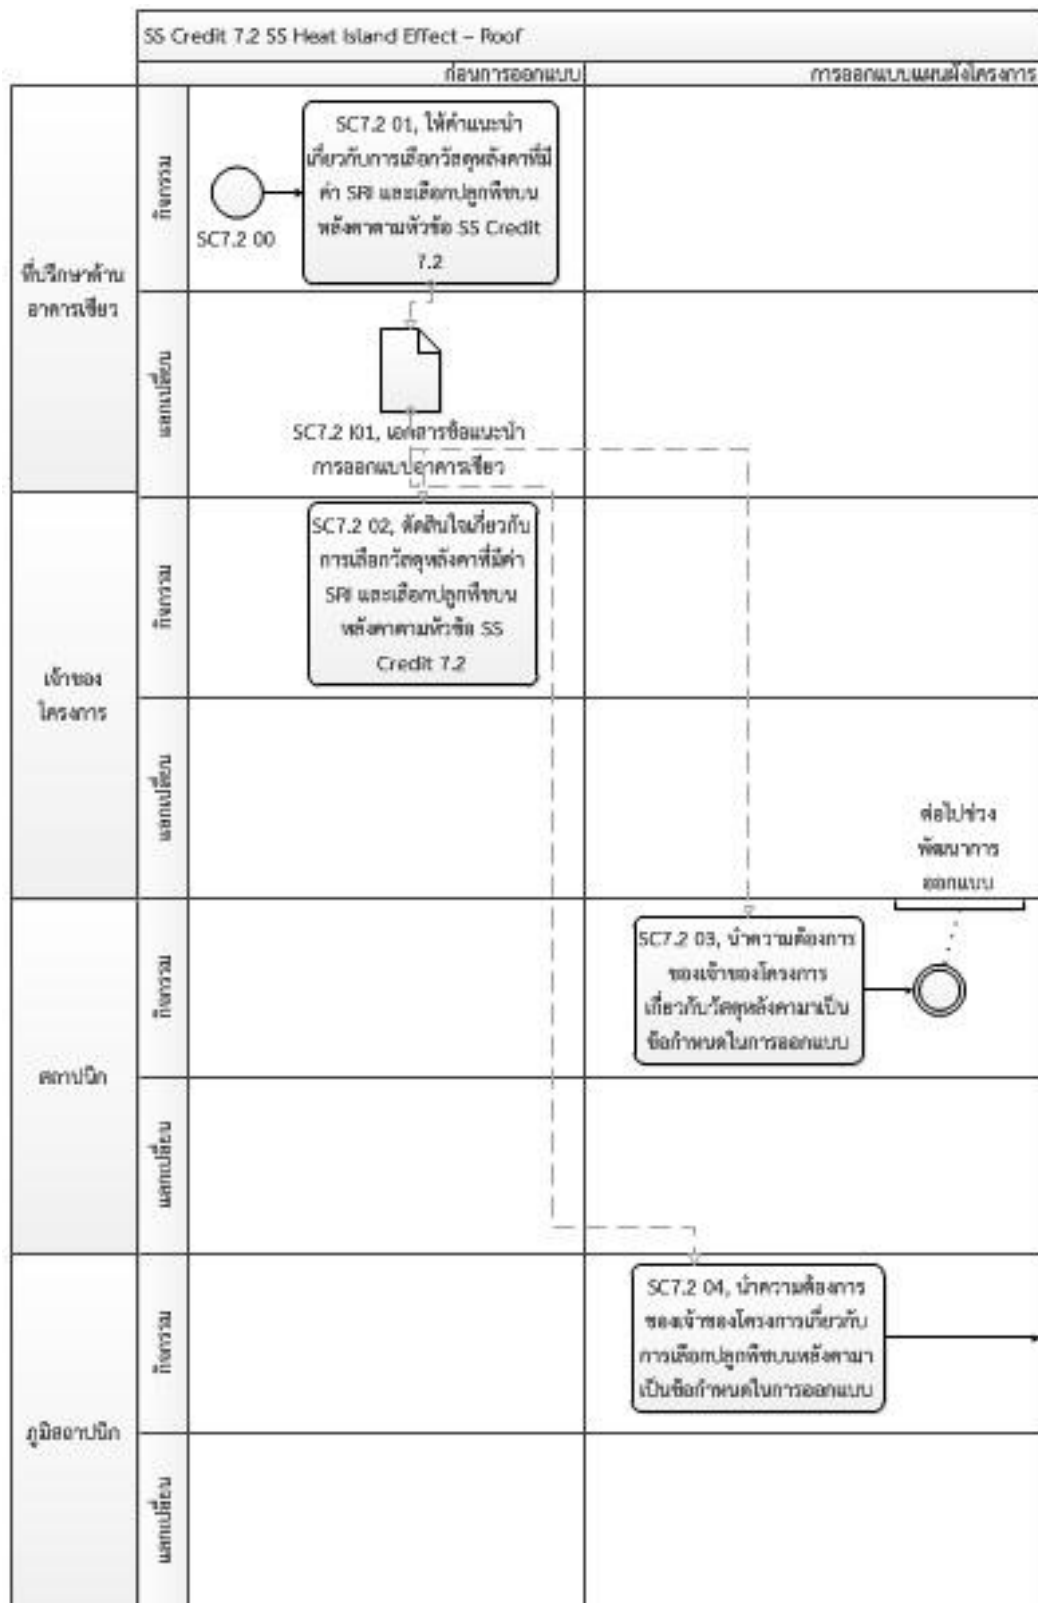 SS Credit 7.2 SS Heat Island Effect – Roof
ก่อนการออกแบบ
การออกแบบแผนผังโครงการ
ที่ปรึกษาด้าน
อาคารเขียว
กิจกรรม
SC7.2 00
SC7.2 01, ให้คำแนะนำ
เกี่ยวกับการเลือกวัสดุหลังคาที่มี
ค่า SRI และเลือกปลูกพืชบน
หลังคาตามหัวข้อ SS Credit
7.2
แลกเปลี่ยน
SC7.2 I01, เอกสารข้อแนะนำ
การออกแบบอาคารเขียว
เจ้าของ
โครงการ
กิจกรรม
SC7.2 02, ตัดสินใจเกี่ยวกับ
การเลือกวัสดุหลังคาที่มีค่า
SRI และเลือกปลูกพืชบน
หลังคาตามหัวข้อ SS
Credit 7.2
แลกเปลี่ยน
ต่อไปช่วง
พัฒนาการ
ออกแบบ
สถาปนิก
กิจกรรม
SC7.2 03, นำความต้องการ
ของเจ้าของโครงการ
เกี่ยวกับวัสดุหลังคามาเป็น
ข้อกำหนดในการออกแบบ
แลกเปลี่ยน
ภูมิสถาปนิก
กิจกรรม
SC7.2 04, นำความต้องการ
ของเจ้าของโครงการเกี่ยวกับ
การเลือกปลูกพืชบนหลังคามา
เป็นข้อกำหนดในการออกแบบ
แลกเปลี่ยน